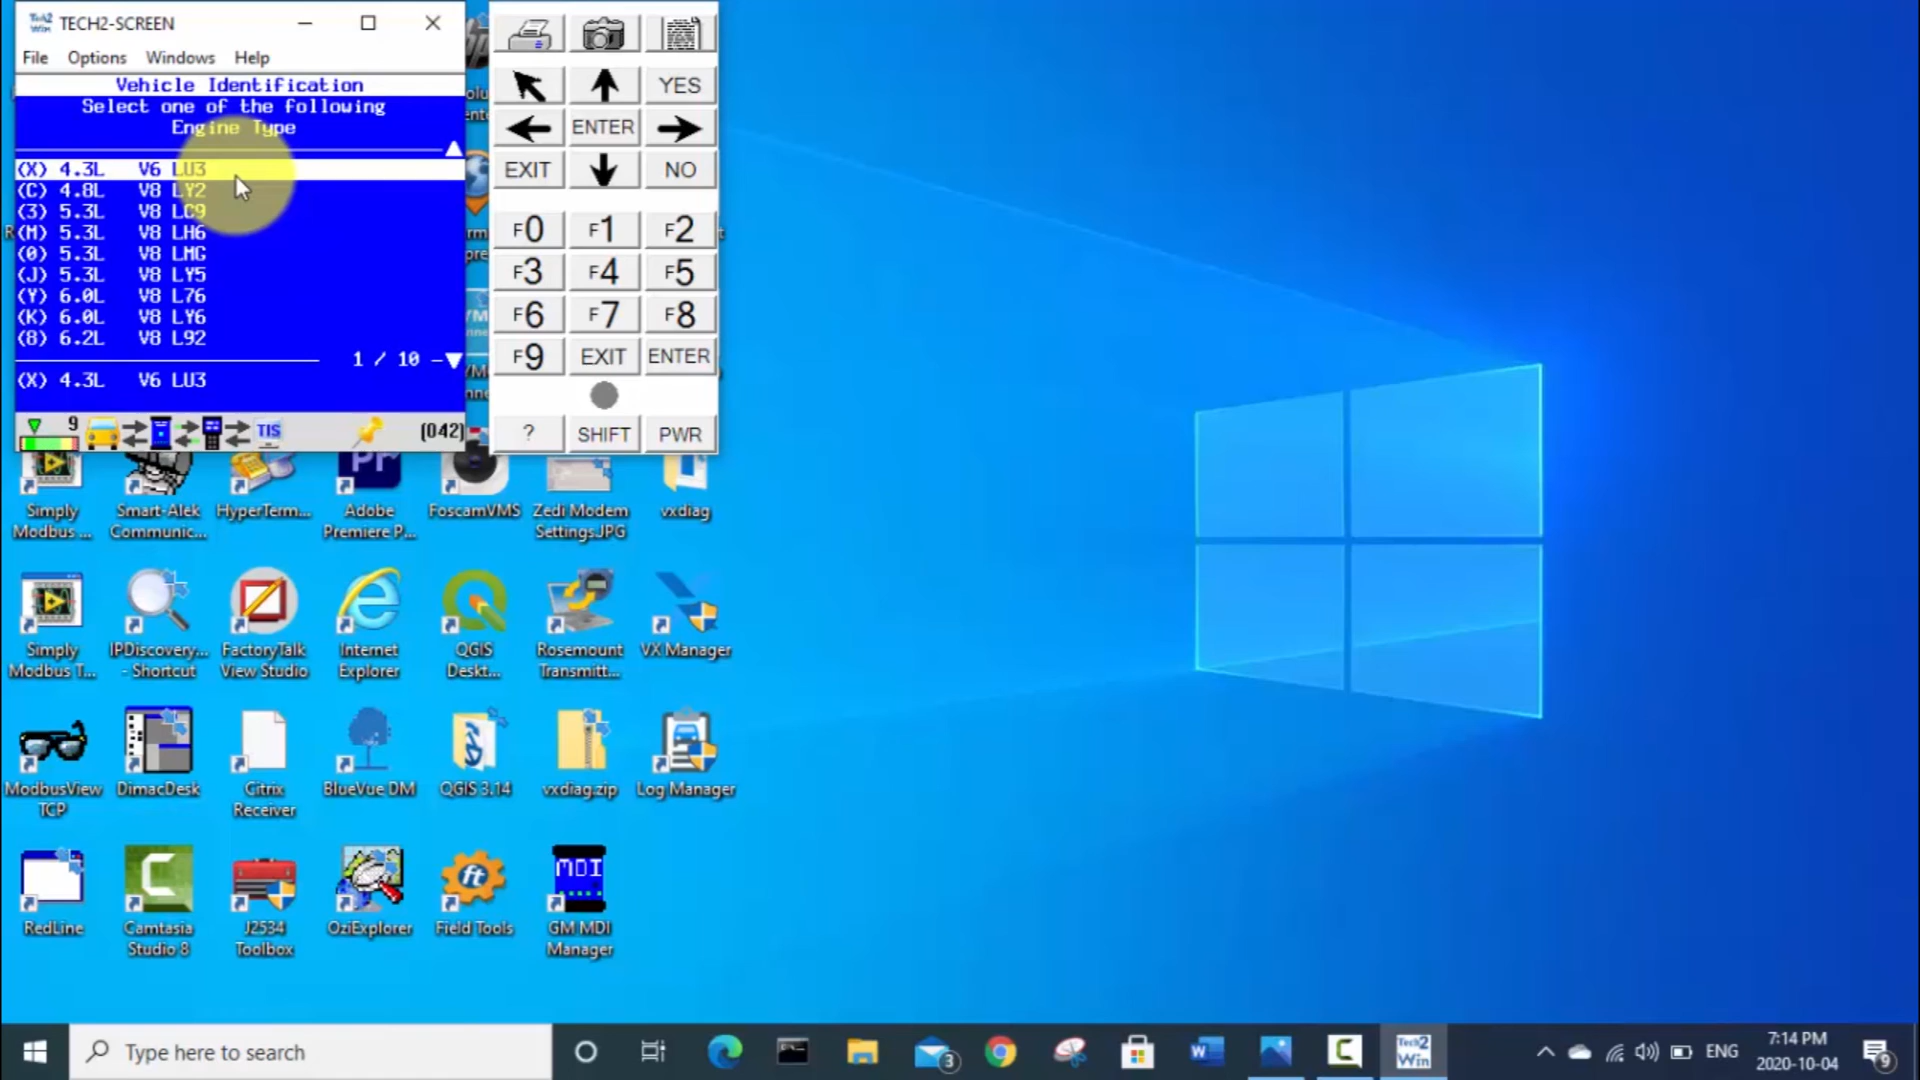 TECH2-SCREEN
File Options Windows Help
Vehicle Identification
Select one of the following
Engine Type
(X) 4.3L V6 LU3
(C) 4.8L V8 LY2
(3) 5.3L V8 LC9
(M) 5.3L V8 LH6
(0) 5.3L V8 LMG
(J) 5.3L V8 LY5
(Y) 6.0L V8 L76
(K) 6.0L V8 LY6
(8) 6.2L V8 L92
1 / 10
(X) 4.3L V6 LU3
9 TIS (042)
YES
ENTER
EXIT NO
F0 F1 F2
F3 F4 F5
F6 F7 F8
F9 EXIT ENTER
? SHIFT PWR
Simply Modbus ...
Smart-Alek Communic...
HyperTerm...
Adobe Premiere P...
FoscamVMS
Zedi Modem Settings.JPG
vxdiag
Simply Modbus T...
IPDiscovery... - Shortcut
FactoryTalk View Studio
Internet Explorer
QGIS Deskt...
Rosemount Transmitt...
VX Manager
ModbusView TCP
DimacDesk
Citrix Receiver
BlueVue DM
QGIS 3.14
vxdiag.zip
Log Manager
RedLine
Camtasia Studio 8
J2534 Toolbox
OziExplorer
Field Tools
MDI
GM MDI Manager
Type here to search
3
Tech2 Win
ENG
7:14 PM
2020-10-04
9